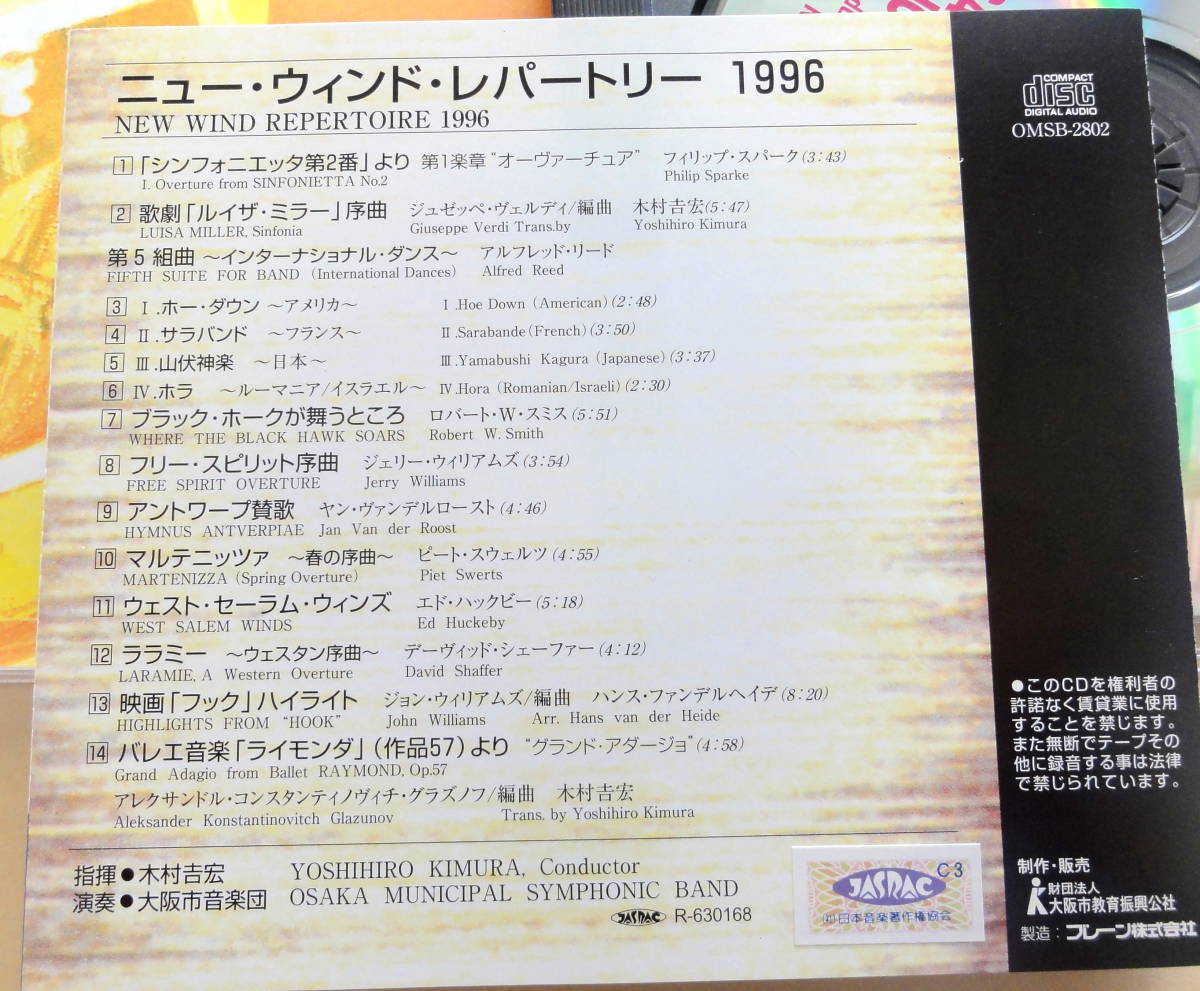 ニュー・ウィンド・レパートリー 1996
NEW WIND REPERTOIRE 1996
1 「シンフォニエッタ第2番」より 第1楽章“オーヴァーチュア” フィリップ・スパーク(3:43)
I. Overture from SINFONIETTA No.2 Philip Sparke
2 歌劇「ルイザ・ミラー」序曲 ジュゼッペ・ヴェルディ/編曲 木村吉宏(5:47)
LUISA MILLER, Sinfonia Giuseppe Verdi Trans.by Yoshihiro Kimura
第5組曲 ～インターナショナル・ダンス～ アルフレッド・リード
FIFTH SUITE FOR BAND (International Dances) Alfred Reed
3 Ⅰ.ホー・ダウン ～アメリカ～ Ⅰ.Hoe Down (American)(2:48)
4 Ⅱ.サラバンド ～フランス～ Ⅱ.Sarabande(French)(3:50)
5 Ⅲ.山伏神楽 ～日本～ Ⅲ.Yamabushi Kagura (Japanese)(3:37)
6 Ⅳ.ホラ ～ルーマニア/イスラエル～ Ⅳ.Hora (Romanian/Israeli)(2:30)
7 ブラック・ホークが舞うところ ロバート・W・スミス(5:51)
WHERE THE BLACK HAWK SOARS Robert W. Smith
8 フリー・スピリット序曲 ジェリー・ウィリアムズ(3:54)
FREE SPIRIT OVERTURE Jerry Williams
9 アントワープ賛歌 ヤン・ヴァンデルロースト(4:46)
HYMNUS ANTVERPIAE Jan Van der Roost
10 マルテニッツァ ～春の序曲～ ピート・スウェルツ(4:55)
MARTENIZZA (Spring Overture) Piet Swerts
11 ウェスト・セーラム・ウィンズ エド・ハックビー(5:18)
WEST SALEM WINDS Ed Huckeby
12 ララミー ～ウェスタン序曲～ デーヴィッド・シェーファー(4:12)
LARAMIE, A Western Overture David Shaffer
13 映画「フック」ハイライト ジョン・ウィリアムズ/編曲 ハンス・ファンデルヘイデ(8:20)
HIGHLIGHTS FROM “HOOK” John Williams Arr. Hans van der Heide
14 バレエ音楽「ライモンダ」(作品57)より “グランド・アダージョ”(4:58)
Grand Adagio from Ballet RAYMOND, Op.57
アレクサンドル・コンスタンティノヴィチ・グラズノフ/編曲 木村吉宏
Aleksander Konstantinovitch Glazunov Trans. by Yoshihiro Kimura
指揮●木村吉宏 YOSHIHIRO KIMURA, Conductor
演奏●大阪市音楽団 OSAKA MUNICIPAL SYMPHONIC BAND
JASRAC R-630168
C3
JASRAC
㈳日本音楽著作権協会
COMPACT
disc
DIGITAL AUDIO
OMSB-2802
●このCDを権利者の
許諾なく賃貸業に使用
することを禁じます。
また無断でテープその
他に録音する事は法律
で禁じられています。
制作・販売
財団法人
大阪市教育振興公社
製造：ブレーン株式会社